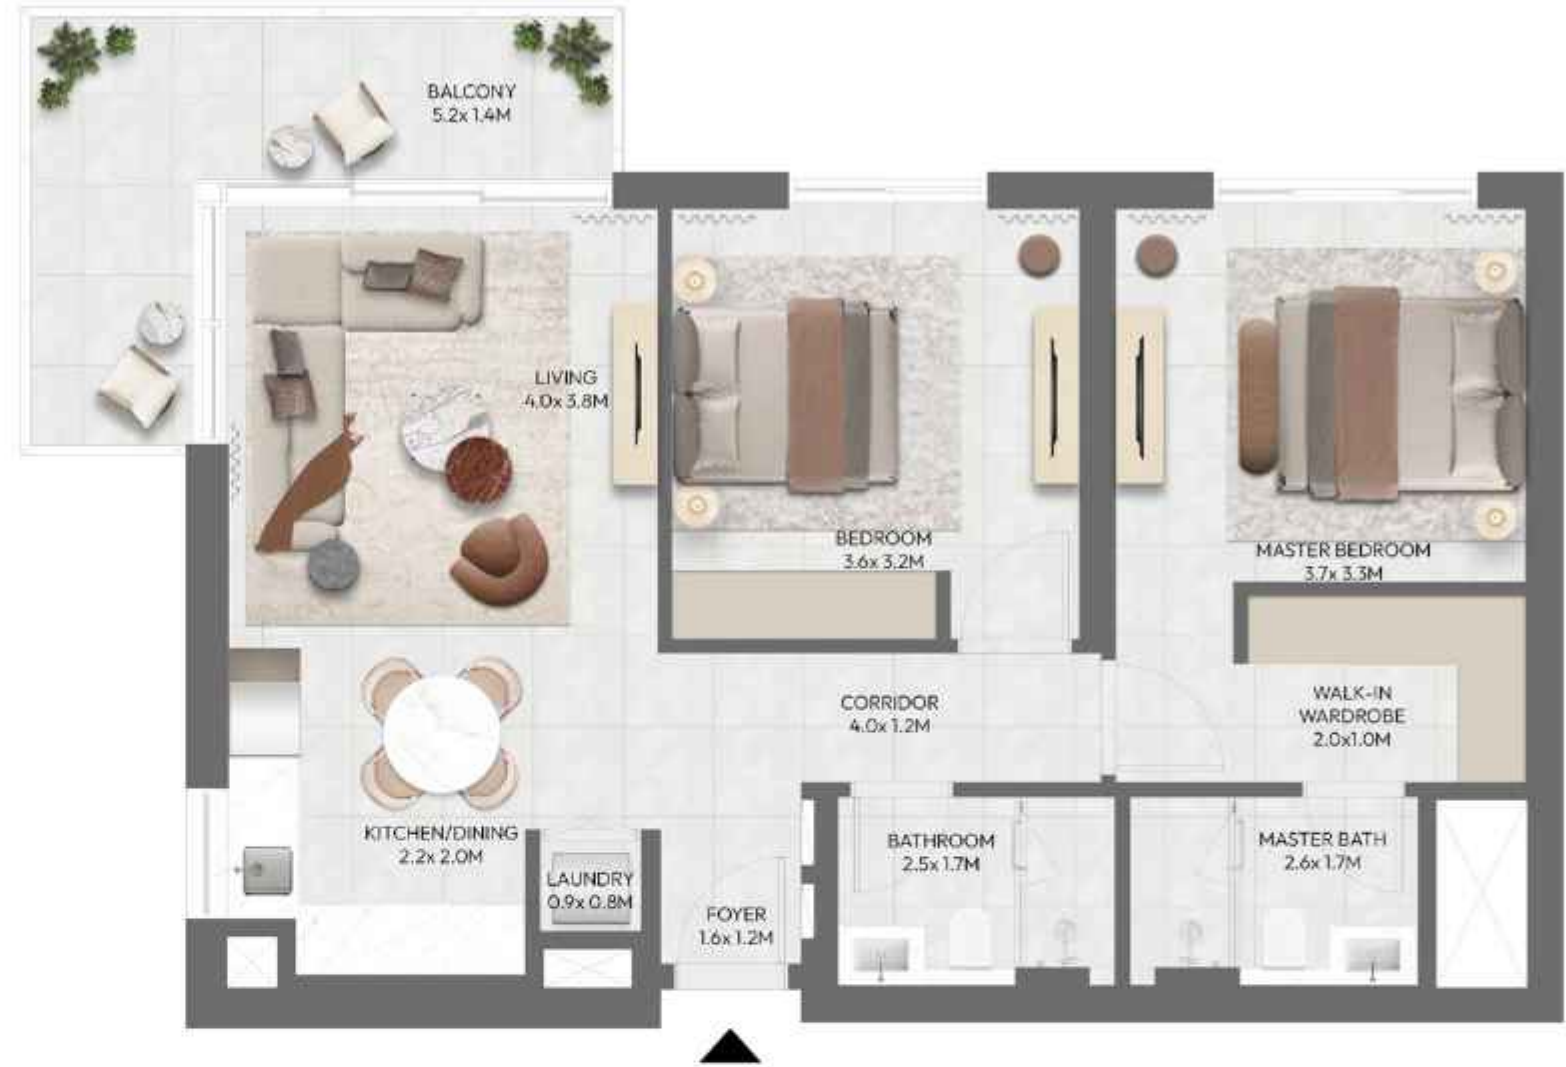 BALCONY
5.2x 1.4M
LIVING
4.0x 3.8M
BEDROOM
3.6x 3.2M
MASTER BEDROOM
3.7x 3.3M
CORRIDOR
4.0x 1.2M
WALK-IN
WARDROBE
2.0x1.0M
KITCHEN/DINING
2.2x 2.0M
LAUNDRY
0.9x 0.8M
FOYER
1.6x 1.2M
BATHROOM
2.5x 1.7M
MASTER BATH
2.6x 1.7M